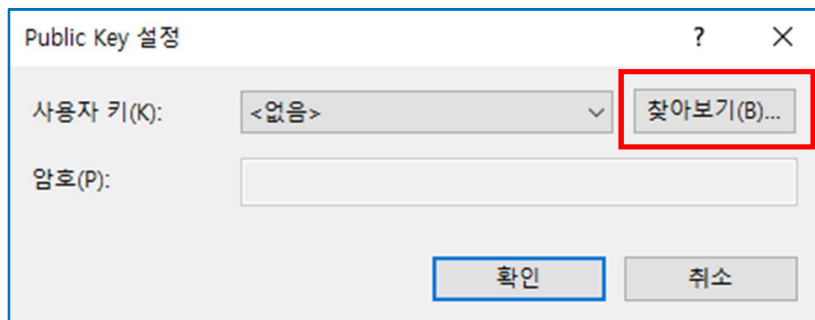 Public Key 설정 ?
사용자 키(K): <없음> 찾아보기(B)...
암호(P):
확인 취소